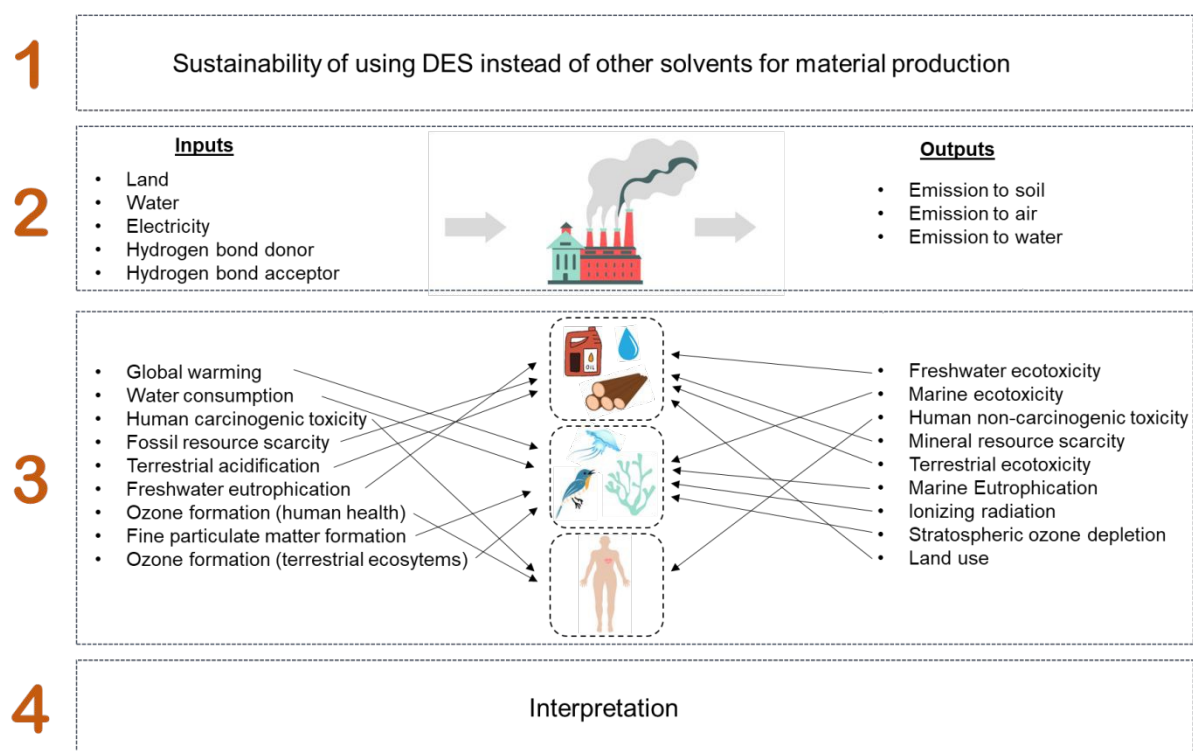 1
Sustainability of using DES instead of other solvents for material production
2
Inputs
• Land
• Water
• Electricity
• Hydrogen bond donor
• Hydrogen bond acceptor
Outputs
• Emission to soil
• Emission to air
• Emission to water
3
• Global warming
• Water consumption
• Human carcinogenic toxicity
• Fossil resource scarcity
• Terrestrial acidification
• Freshwater eutrophication
• Ozone formation (human health)
• Fine particulate matter formation
• Ozone formation (terrestrial ecosytems)
OIL
• Freshwater ecotoxicity
• Marine ecotoxicity
• Human non-carcinogenic toxicity
• Mineral resource scarcity
• Terrestrial ecotoxicity
• Marine Eutrophication
• Ionizing radiation
• Stratospheric ozone depletion
• Land use
4
Interpretation